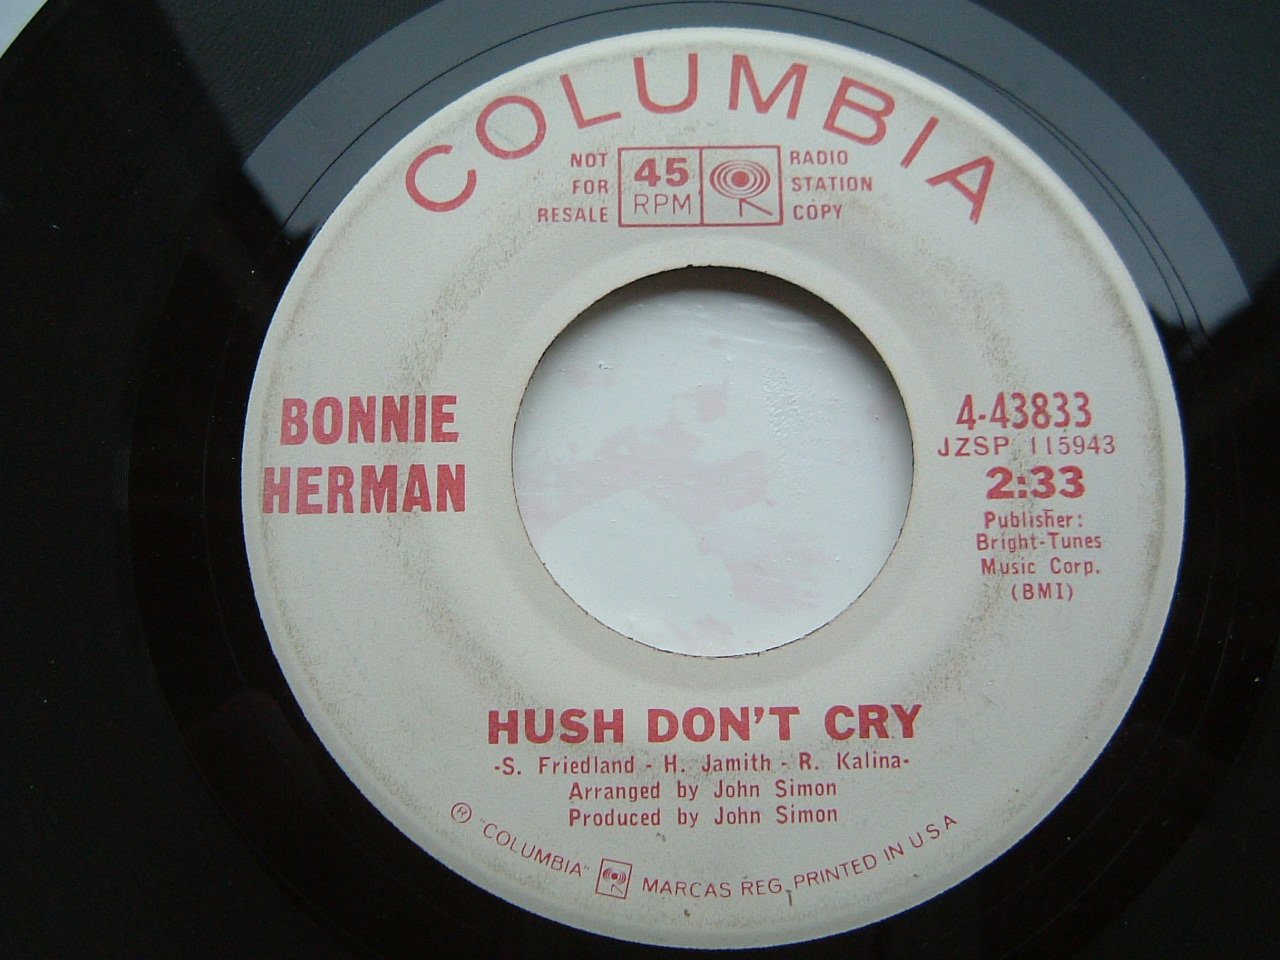 COLUMBIA
NOT
FOR
RESALE
45
RPM
RADIO
STATION
COPY
BONNIE
HERMAN
4-43833
JZSP 115943
2:33
Publisher:
Bright-Tunes
Music Corp.
(BMI)
HUSH DON'T CRY
-S. Friedland - H. Jamith - R. Kalina-
Arranged by John Simon
Produced by John Simon
® "COLUMBIA" MARCAS REG. PRINTED IN U S A